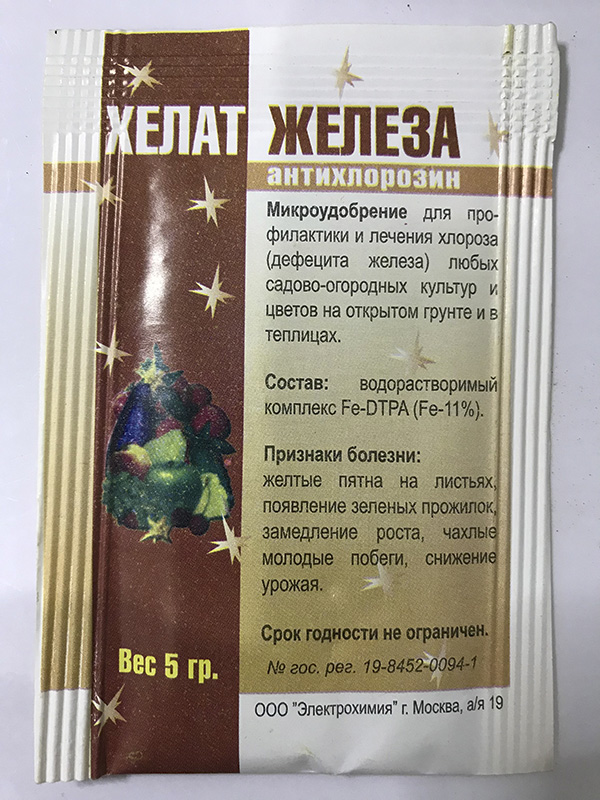 ХЕЛАТ ЖЕЛЕЗА
антихлорозин
Микроудобрение для про-
филактики и лечения хлороза
(дефецита железа) любых
садово-огородных культур и
цветов на открытом грунте и в
теплицах.
Состав: водорастворимый
комплекс Fe-DTPA (Fe-11%).
Признаки болезни:
желтые пятна на листьях,
появление зеленых прожилок,
замедление роста, чахлые
молодые побеги, снижение
урожая.
Срок годности не ограничен.
Вес 5 гр.
№ гос. рег. 19-8452-0094-1
ООО "Электрохимия" г. Москва, а/я 19